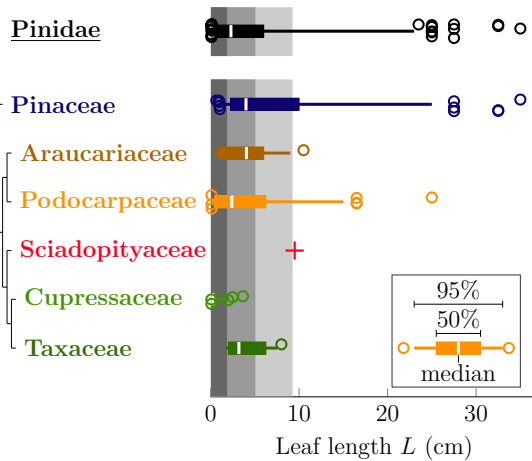 Pinidae
Pinaceae
Araucariaceae
Podocarpaceae
Sciadopityaceae
Cupressaceae
Taxaceae
95%
50%
median
0 10 20 30
Leaf length L (cm)